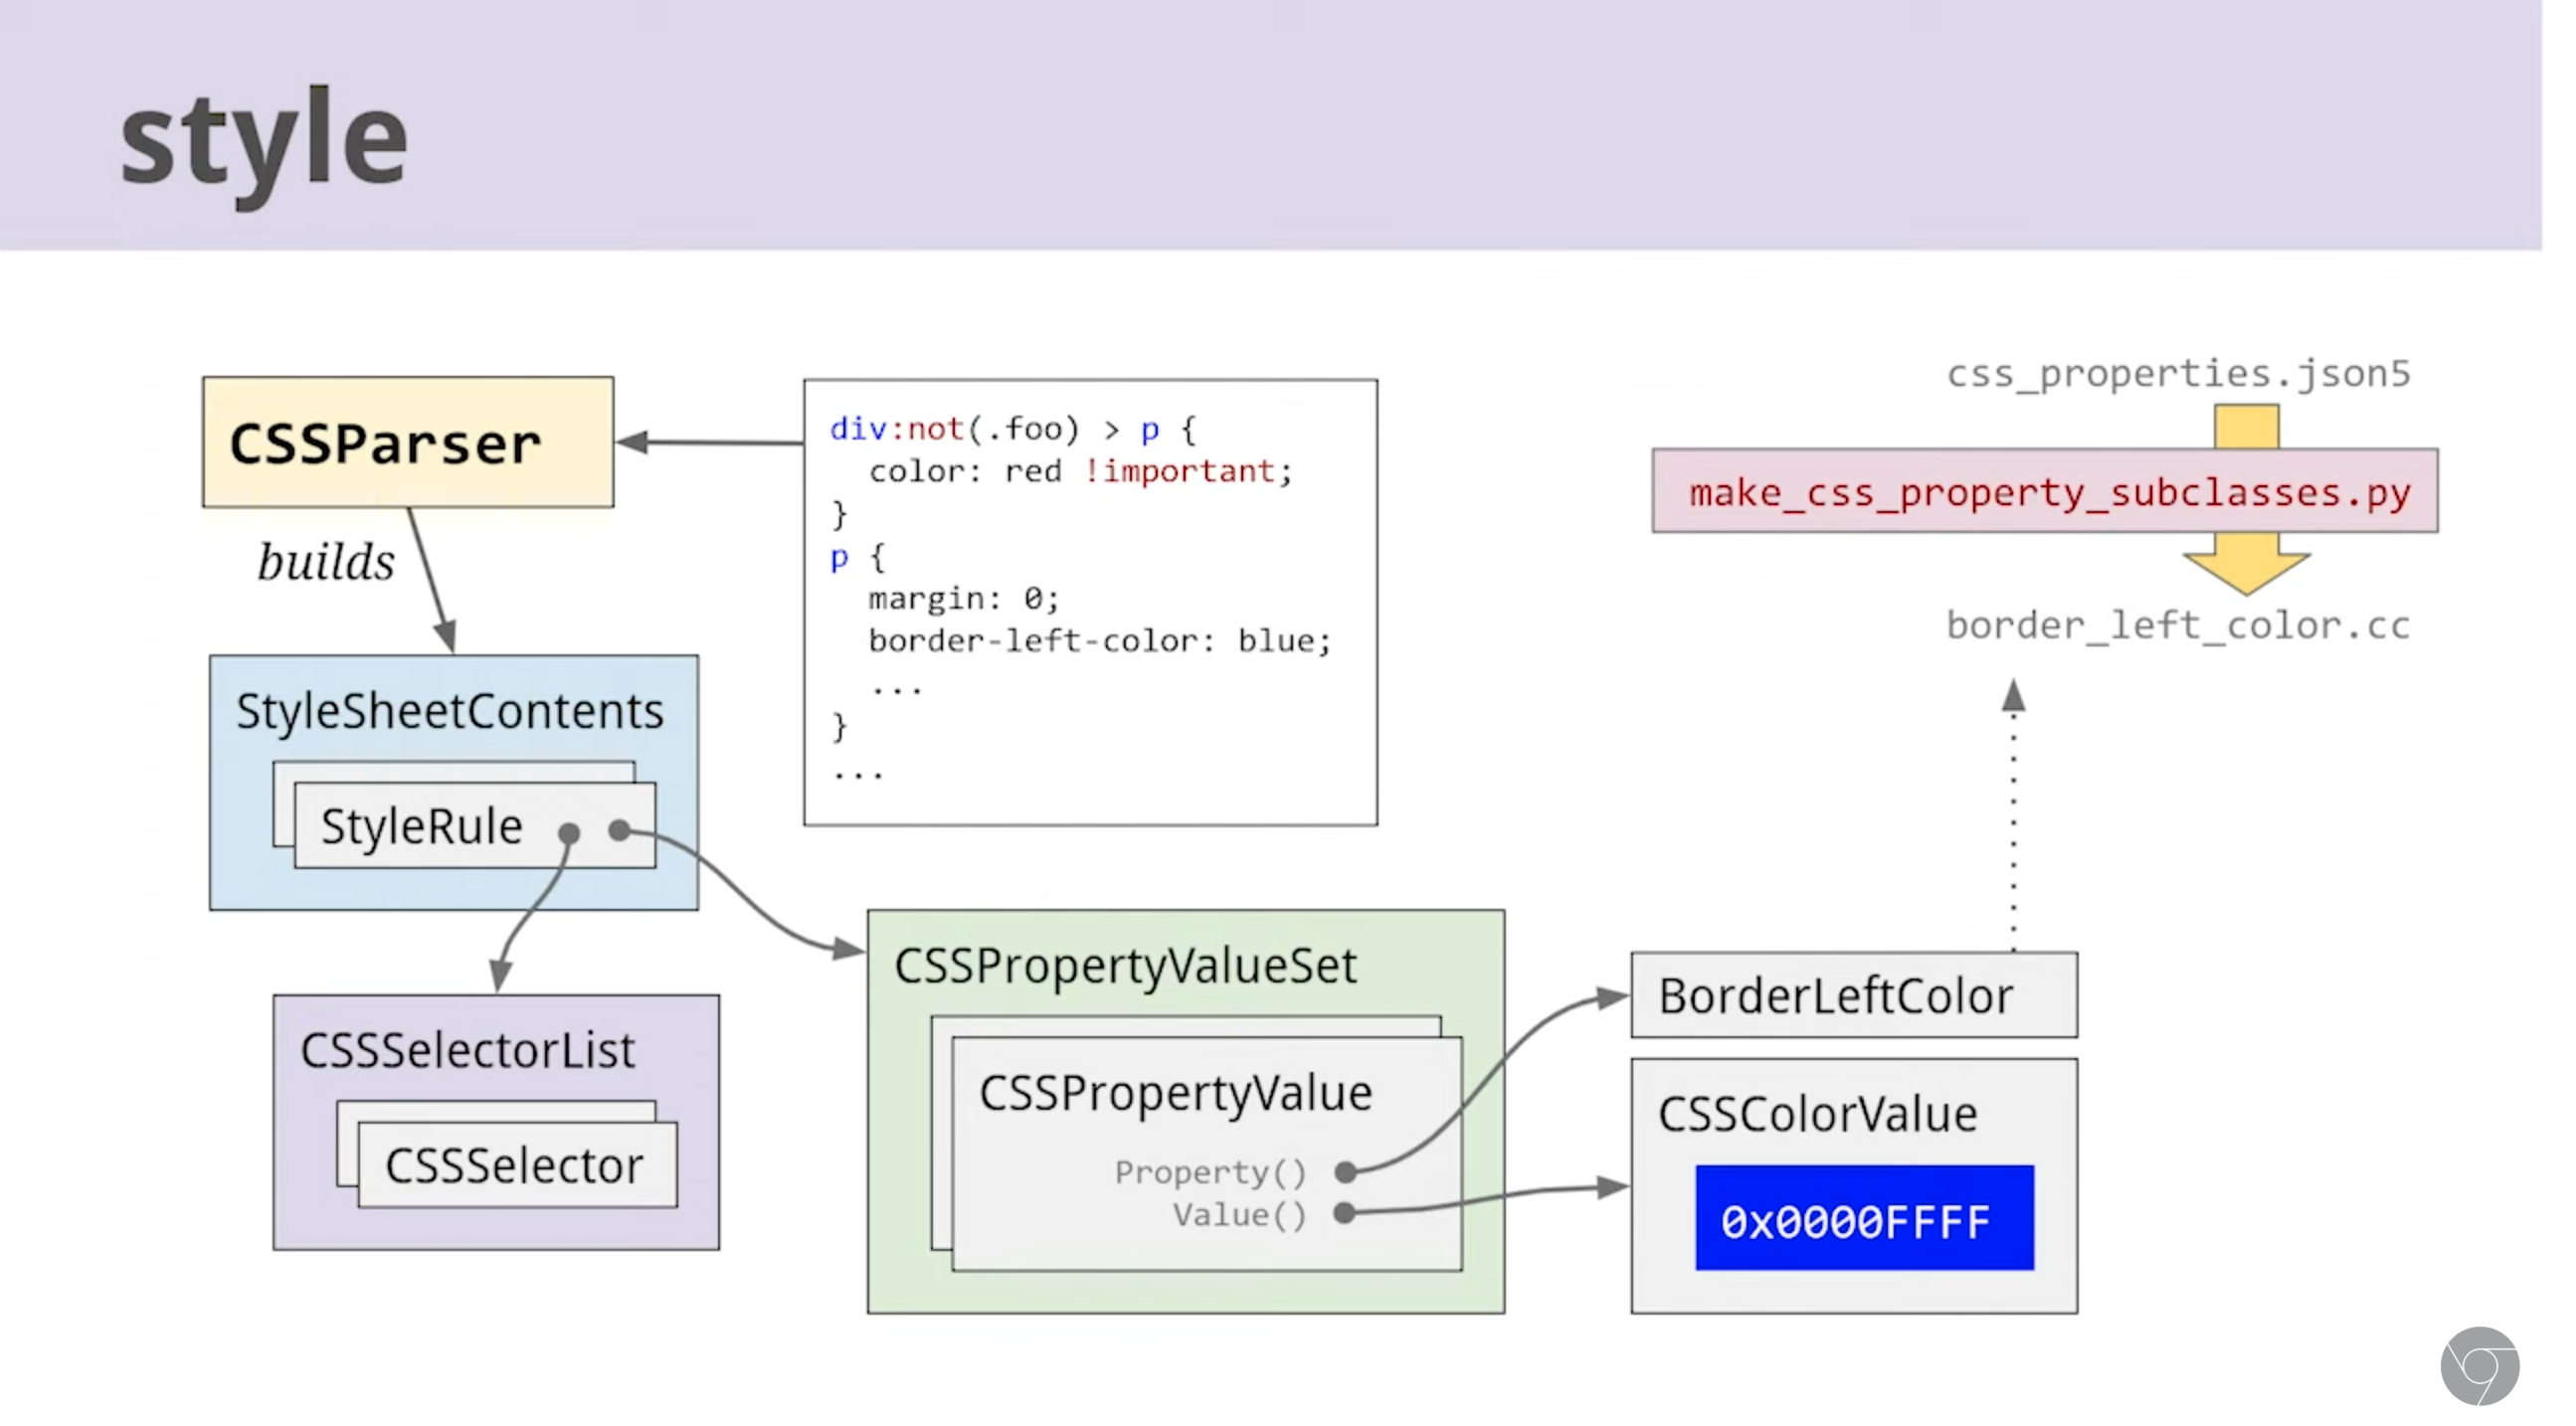 style
CSSParser
builds
StyleSheetContents
StyleRule
CSSSelectorList
CSSSelector
div:not(.foo) > p {
  color: red !important;
}
p {
  margin: 0;
  border-left-color: blue;
  ...
}
...
CSSPropertyValueSet
CSSPropertyValue
Property()
Value()
css_properties.json5
make_css_property_subclasses.py
border_left_color.cc
BorderLeftColor
CSSColorValue
0x0000FFFF